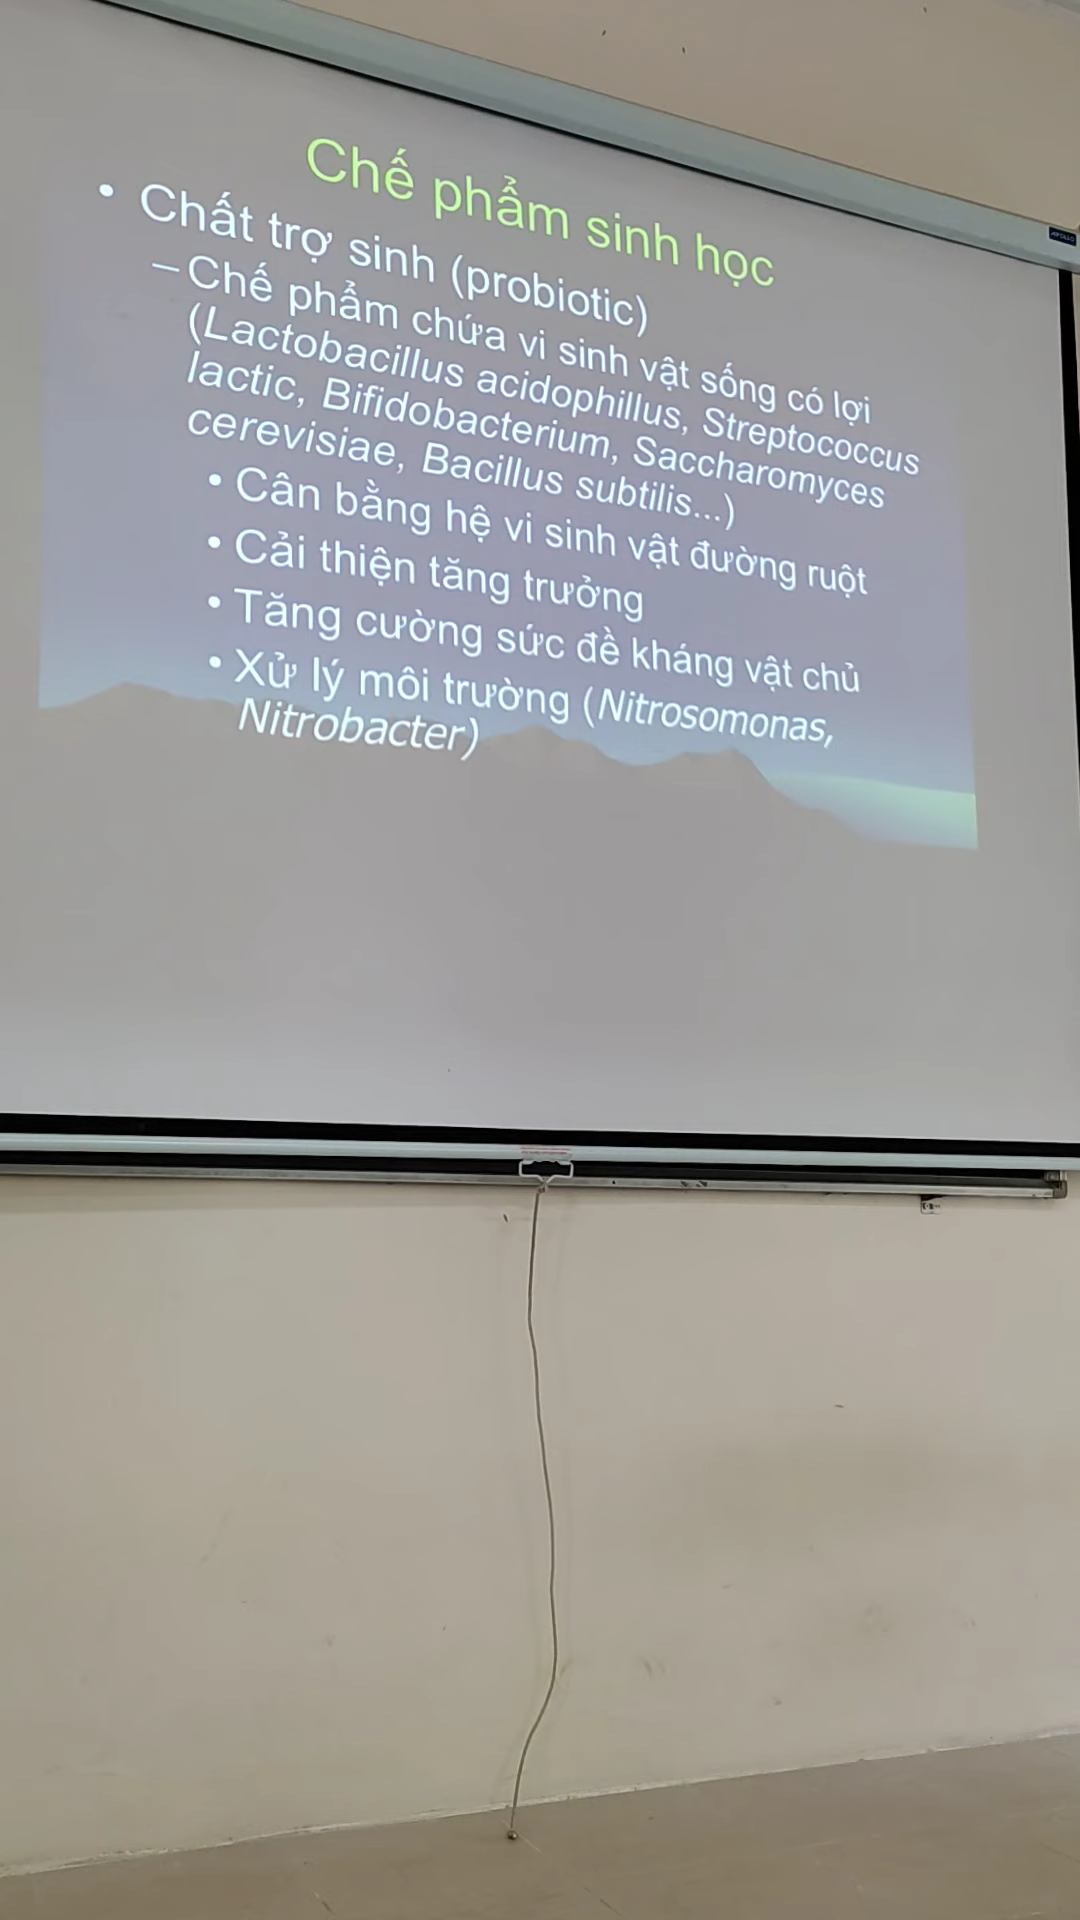 Chế phẩm sinh học
• Chất trợ sinh (probiotic)
–Chế phẩm chứa vi sinh vật sống có lợi
(Lactobacillus acidophillus, Streptococcus
lactic, Bifidobacterium, Saccharomyces
cerevisiae, Bacillus subtilis...)
• Cân bằng hệ vi sinh vật đường ruột
• Cải thiện tăng trưởng
• Tăng cường sức đề kháng vật chủ
• Xử lý môi trường (Nitrosomonas,
Nitrobacter)
APOLLO